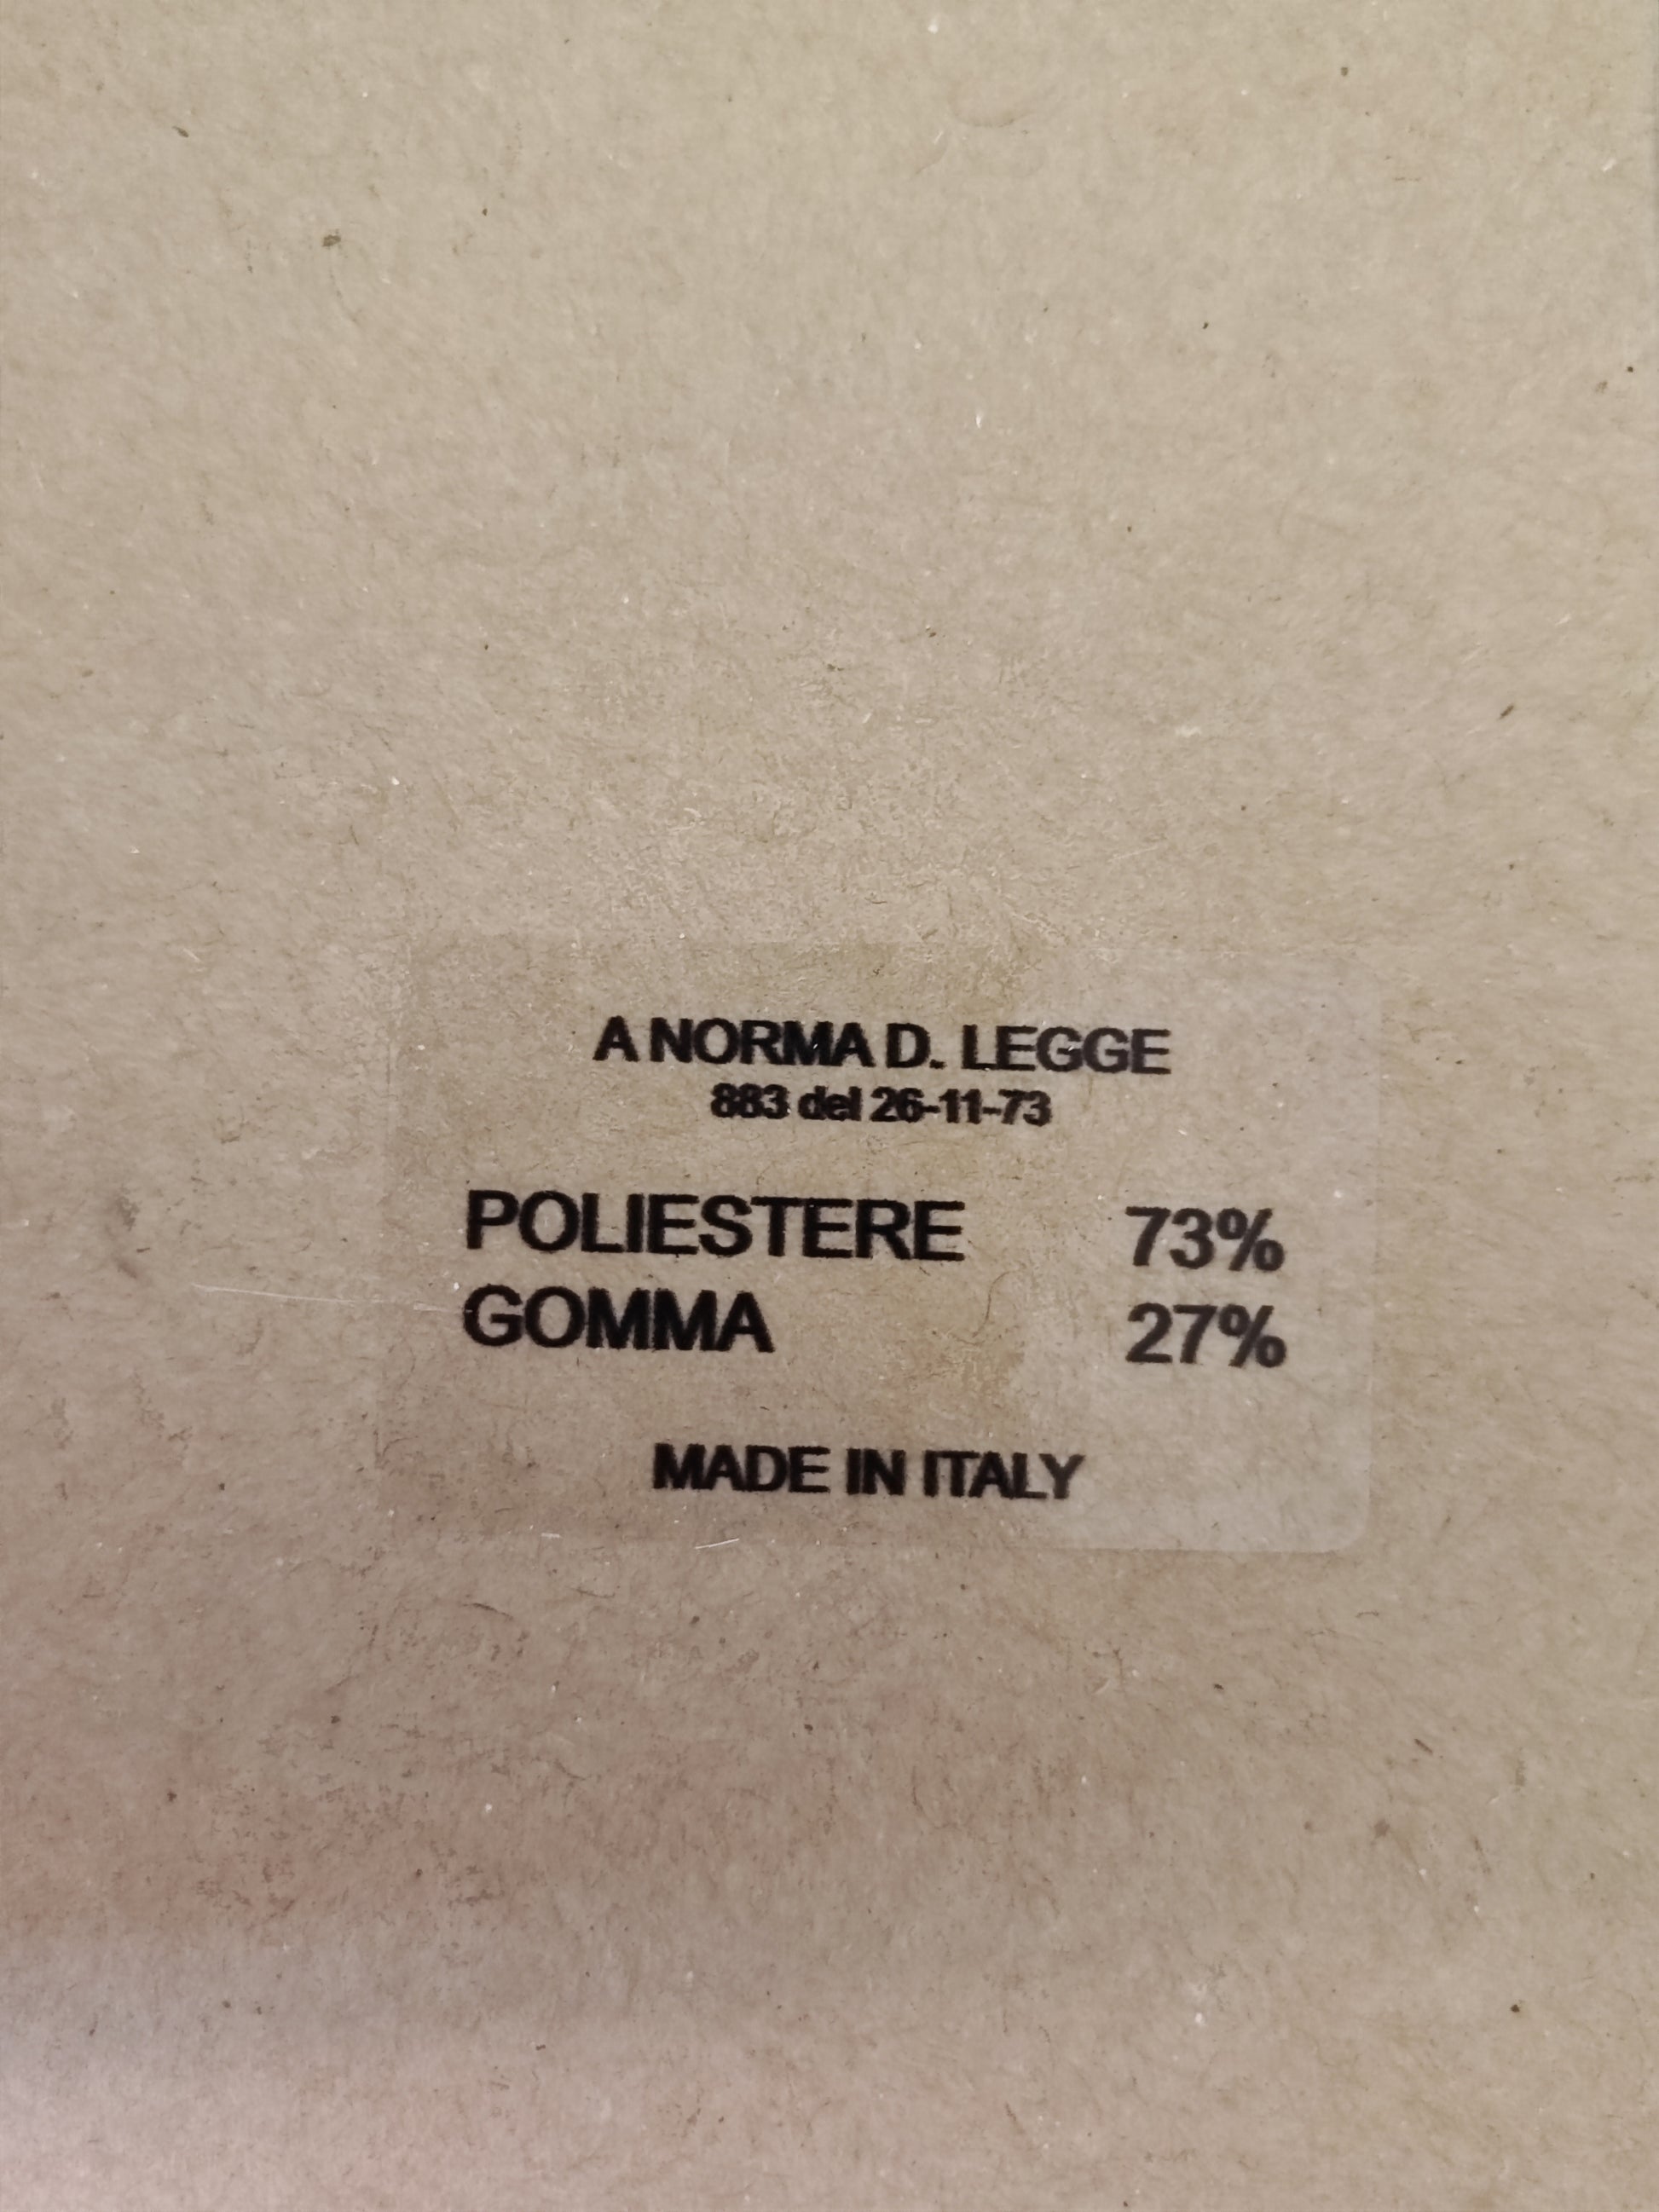 A NORMA D. LEGGE
883 del 26-11-73
POLIESTERE 73%
GOMMA 27%
MADE IN ITALY